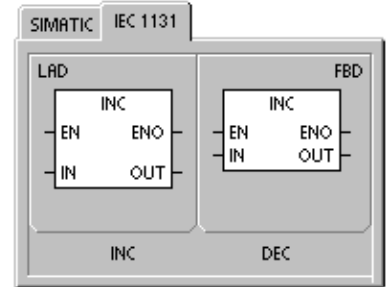 SIMATIC IEC 1131
LAD FBD
INC INC
EN ENO EN ENO
IN OUT IN OUT
INC DEC